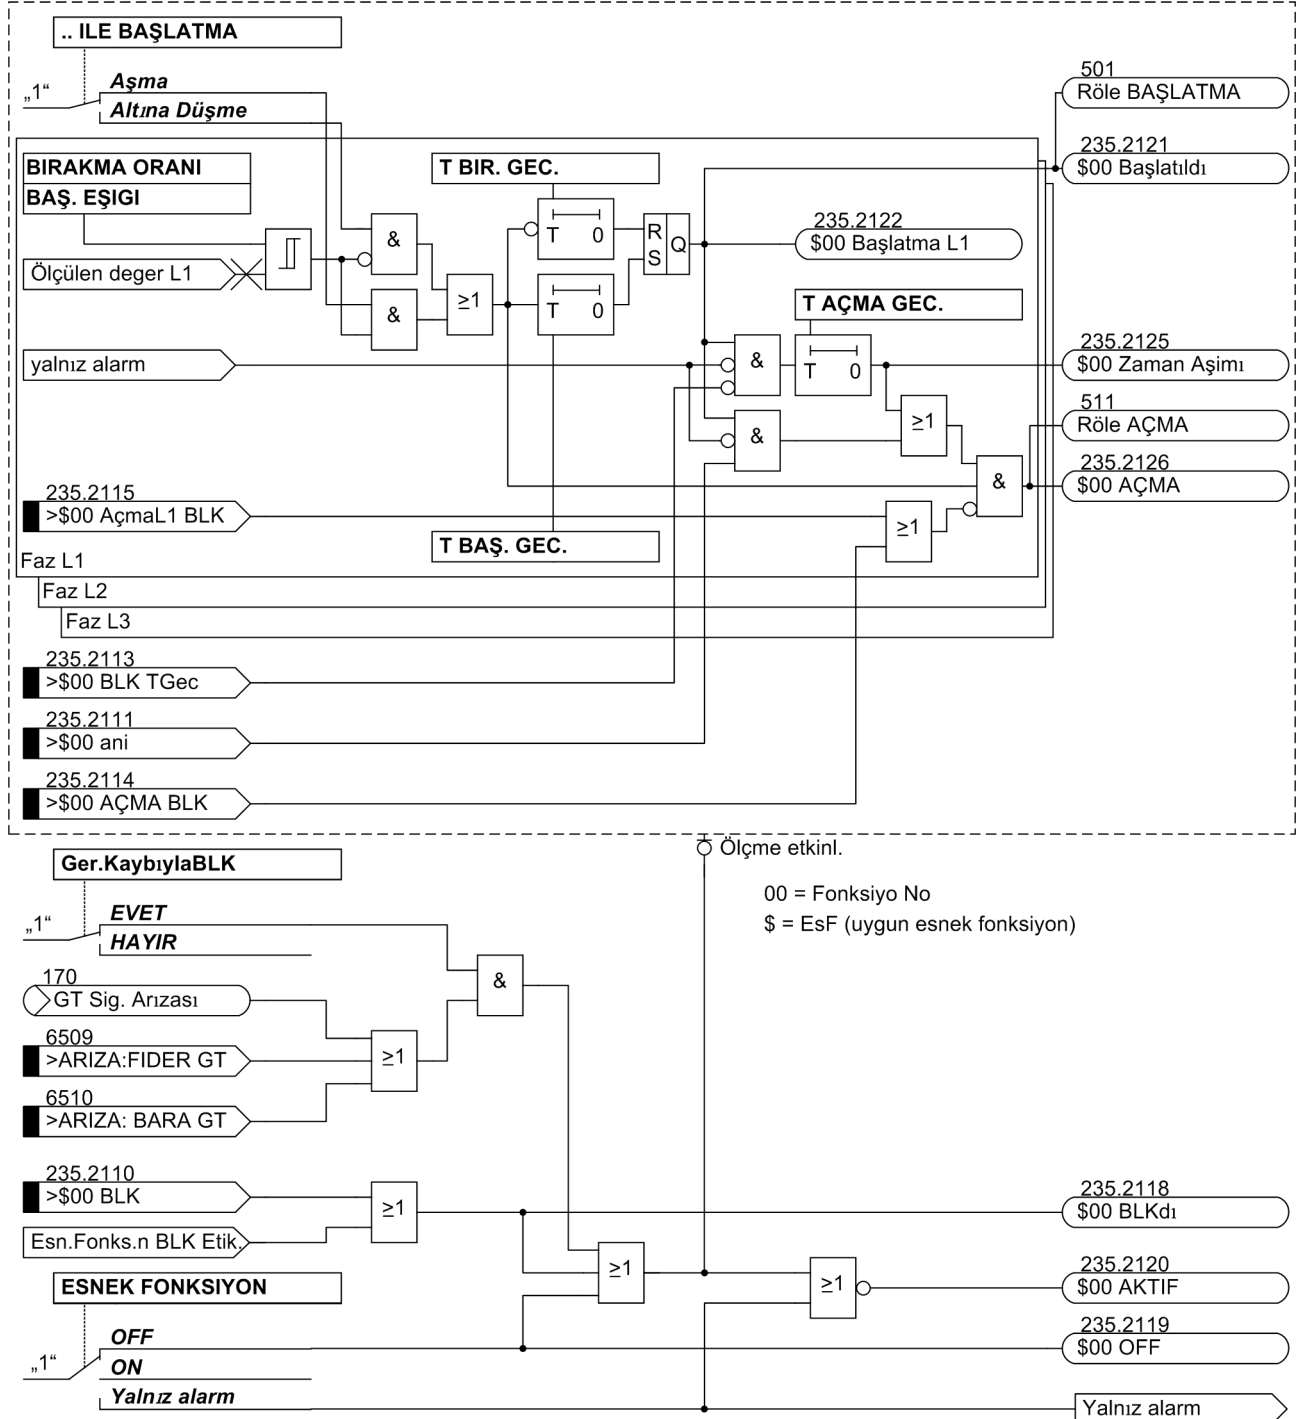 .. ILE BAŞLATMA
„1“
Aşma
Altına Düşme
501
Röle BAŞLATMA
235.2121
$00 Başlatıldı
BIRAKMA ORANI
BAŞ. EŞIGI
T BIR. GEC.
T 0
R
S
Q
235.2122
$00 Başlatma L1
&
Ölçülen deger L1
≥1
&
T 0
T AÇMA GEC.
yalnız alarm
&
T 0
235.2125
$00 Zaman Aşimı
511
Röle AÇMA
≥1
&
235.2126
$00 AÇMA
&
235.2115
>$00 AçmaL1 BLK
≥1
T BAŞ. GEC.
Faz L1
Faz L2
Faz L3
235.2113
>$00 BLK TGec
235.2111
>$00 ani
235.2114
>$00 AÇMA BLK
Ölçme etkinl.
Ger.KaybıylaBLK
00 = Fonksiyo No
$ = EsF (uygun esnek fonksiyon)
„1“
EVET
HAYIR
&
170
GT Sig. Arızası
6509
>ARIZA:FIDER GT
≥1
6510
>ARIZA: BARA GT
235.2110
>$00 BLK
≥1
235.2118
$00 BLKdı
Esn.Fonks.n BLK Etik.
≥1
≥1
235.2120
$00 AKTIF
ESNEK FONKSIYON
235.2119
$00 OFF
„1“
OFF
ON
Yalnız alarm
Yalnız alarm